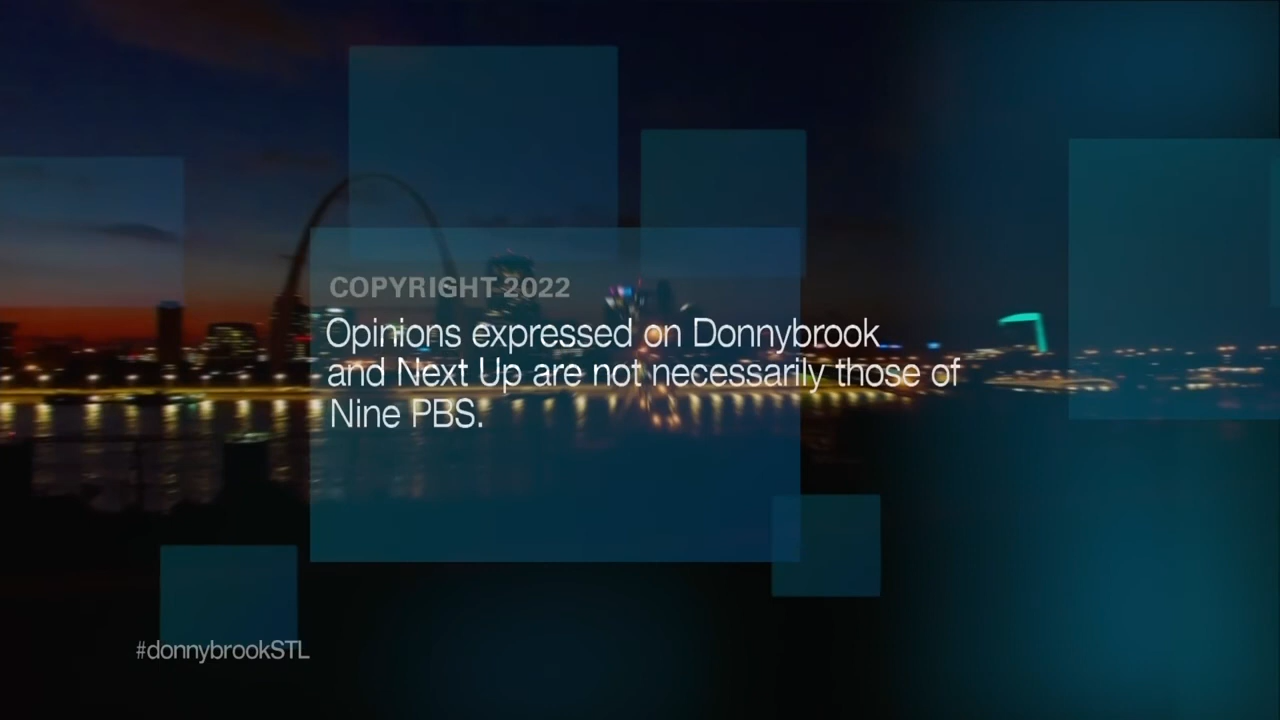 COPYRIGHT 2022
Opinions expressed on Donnybrook
and Next Up are not necessarily those of
Nine PBS.
#donnybrookSTL